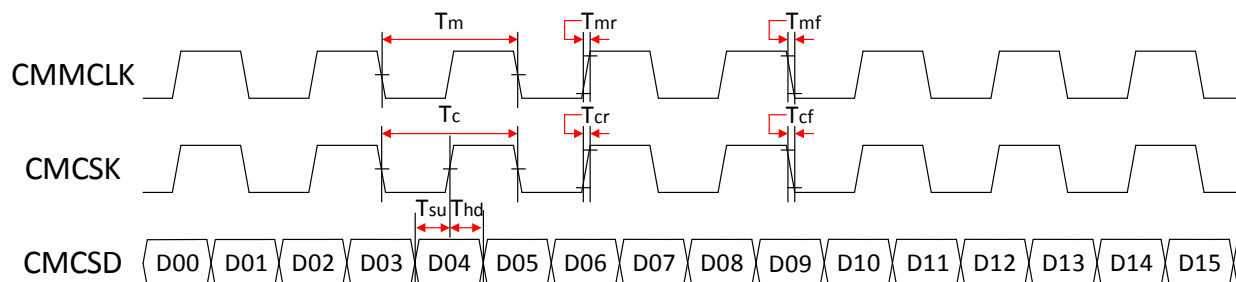 Tm Tmr Tmf
CMMCLK
Tc Tcr Tcf
CMCSK
Tsu Thd
CMCSD D00 D01 D02 D03 D04 D05 D06 D07 D08 D09 D10 D11 D12 D13 D14 D15